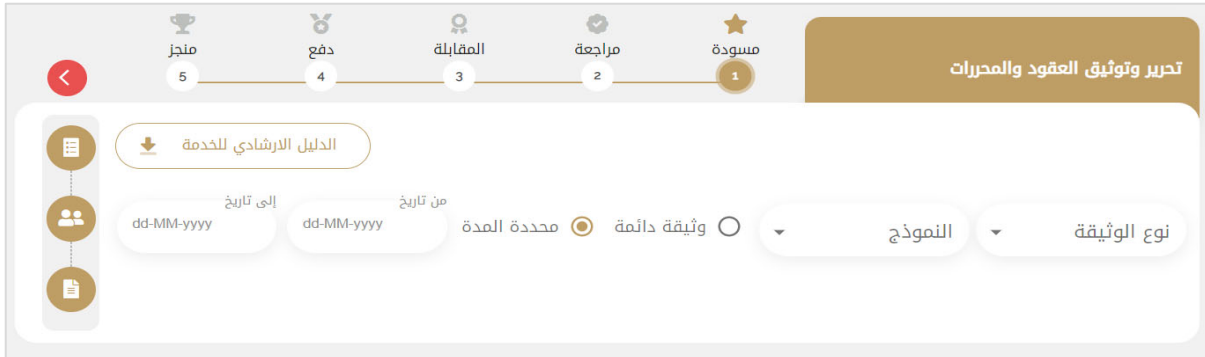 تحرير وتوثيق العقود والمحررات
مسودة
1
مراجعة
2
المقابلة
3
دفع
4
منجز
5
الدليل الارشادي للخدمة
نوع الوثيقة
النموذج
وثيقة دائمة
محددة المدة
من تاريخ
dd-MM-yyyy
إلى تاريخ
dd-MM-yyyy